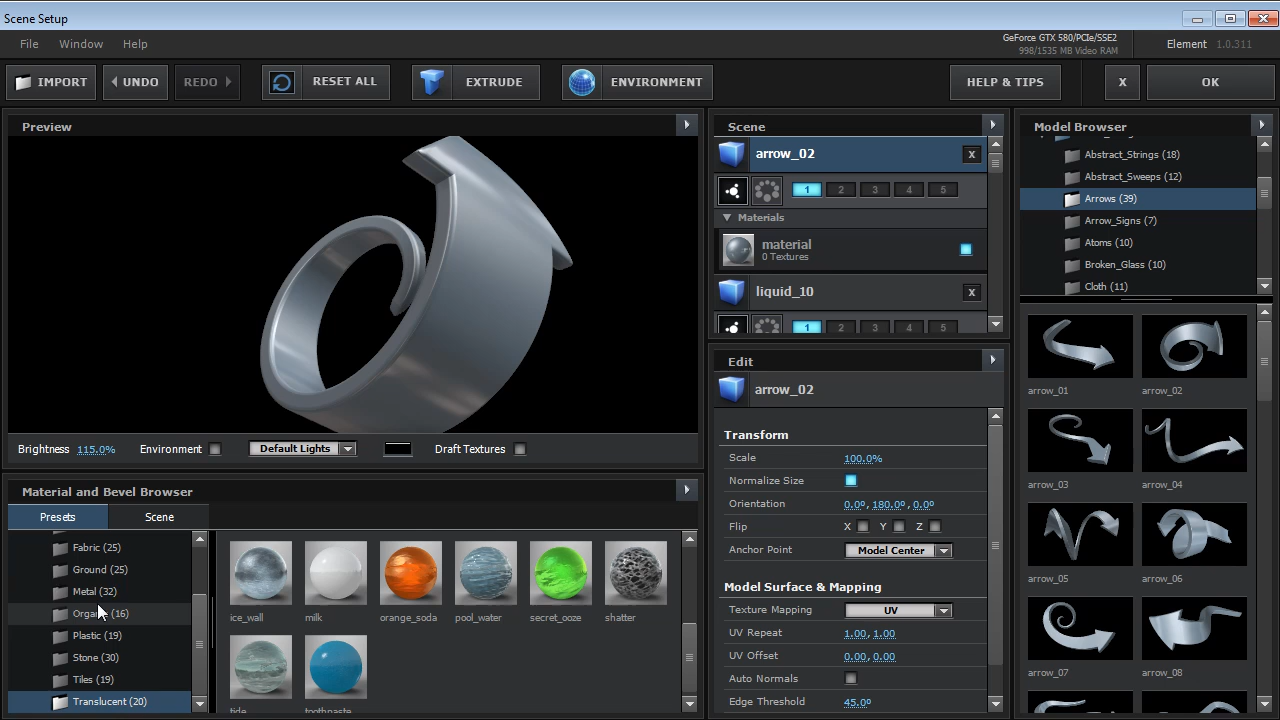 Scene Setup
File Window Help
GeForce GTX 580/PCIe/SSE2
998/1535 MB Video RAM
Element 1.0.311
IMPORT UNDO REDO RESET ALL EXTRUDE ENVIRONMENT HELP & TIPS X OK
Preview
Brightness 115.0% Environment Default Lights Draft Textures
Material and Bevel Browser
Presets Scene
Fabric (25)
Ground (25)
Metal (32)
(16)
Plastic (19)
Stone (30)
Tiles (19)
Translucent (20)
ice_wall milk orange_soda pool_water secret_ooze shatter
tide toothpaste
Scene
arrow_02 X
1 2 3 4 5
Materials
material
0 Textures
liquid_10 X
1 2 3 4 5
Edit
arrow_02
Transform
Scale 100.0%
Normalize Size
Orientation 0.0º, 180.0º, 0.0º
Flip X Y Z
Anchor Point Model Center
Model Surface & Mapping
Texture Mapping UV
UV Repeat 1.00, 1.00
UV Offset 0.00, 0.00
Auto Normals
Edge Threshold 45.0º
Model Browser
Abstract_Strings (18)
Abstract_Sweeps (12)
Arrows (39)
Arrow_Signs (7)
Atoms (10)
Broken_Glass (10)
Cloth (11)
arrow_01 arrow_02
arrow_03 arrow_04
arrow_05 arrow_06
arrow_07 arrow_08